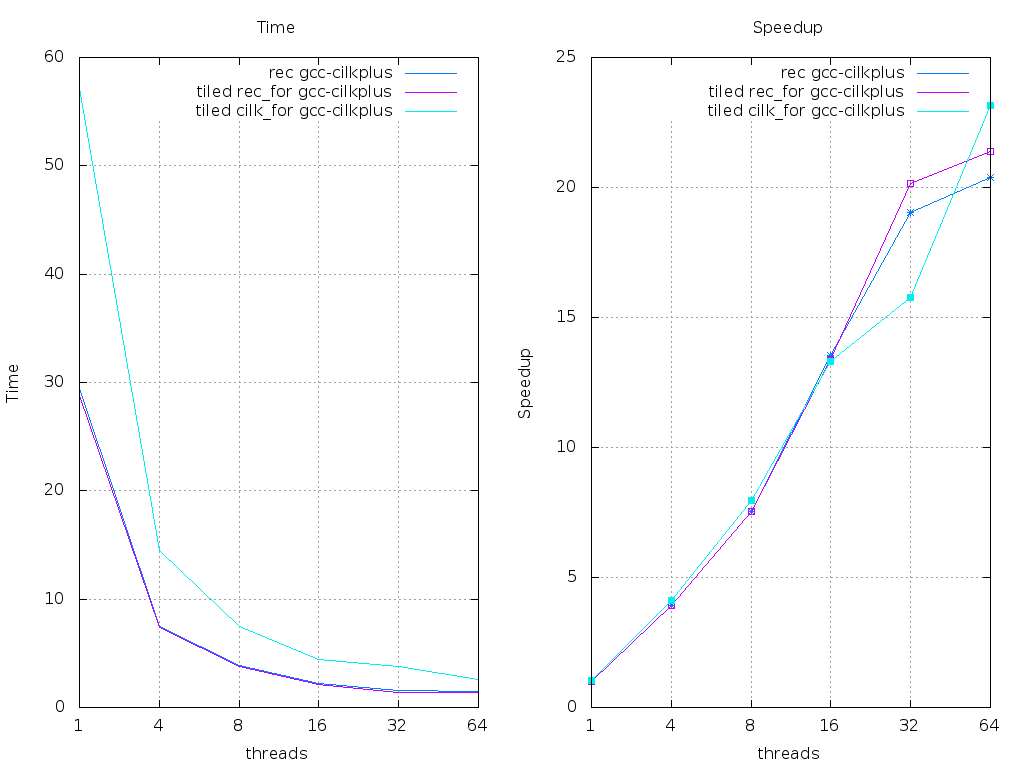 Time
60
50
40
30
20
10
0
Time
rec gcc-cilkplus
tiled rec_for gcc-cilkplus
tiled cilk_for gcc-cilkplus
1 4 8 16 32 64
threads
Speedup
25
20
15
10
5
0
Speedup
rec gcc-cilkplus
tiled rec_for gcc-cilkplus
tiled cilk_for gcc-cilkplus
1 4 8 16 32 64
threads